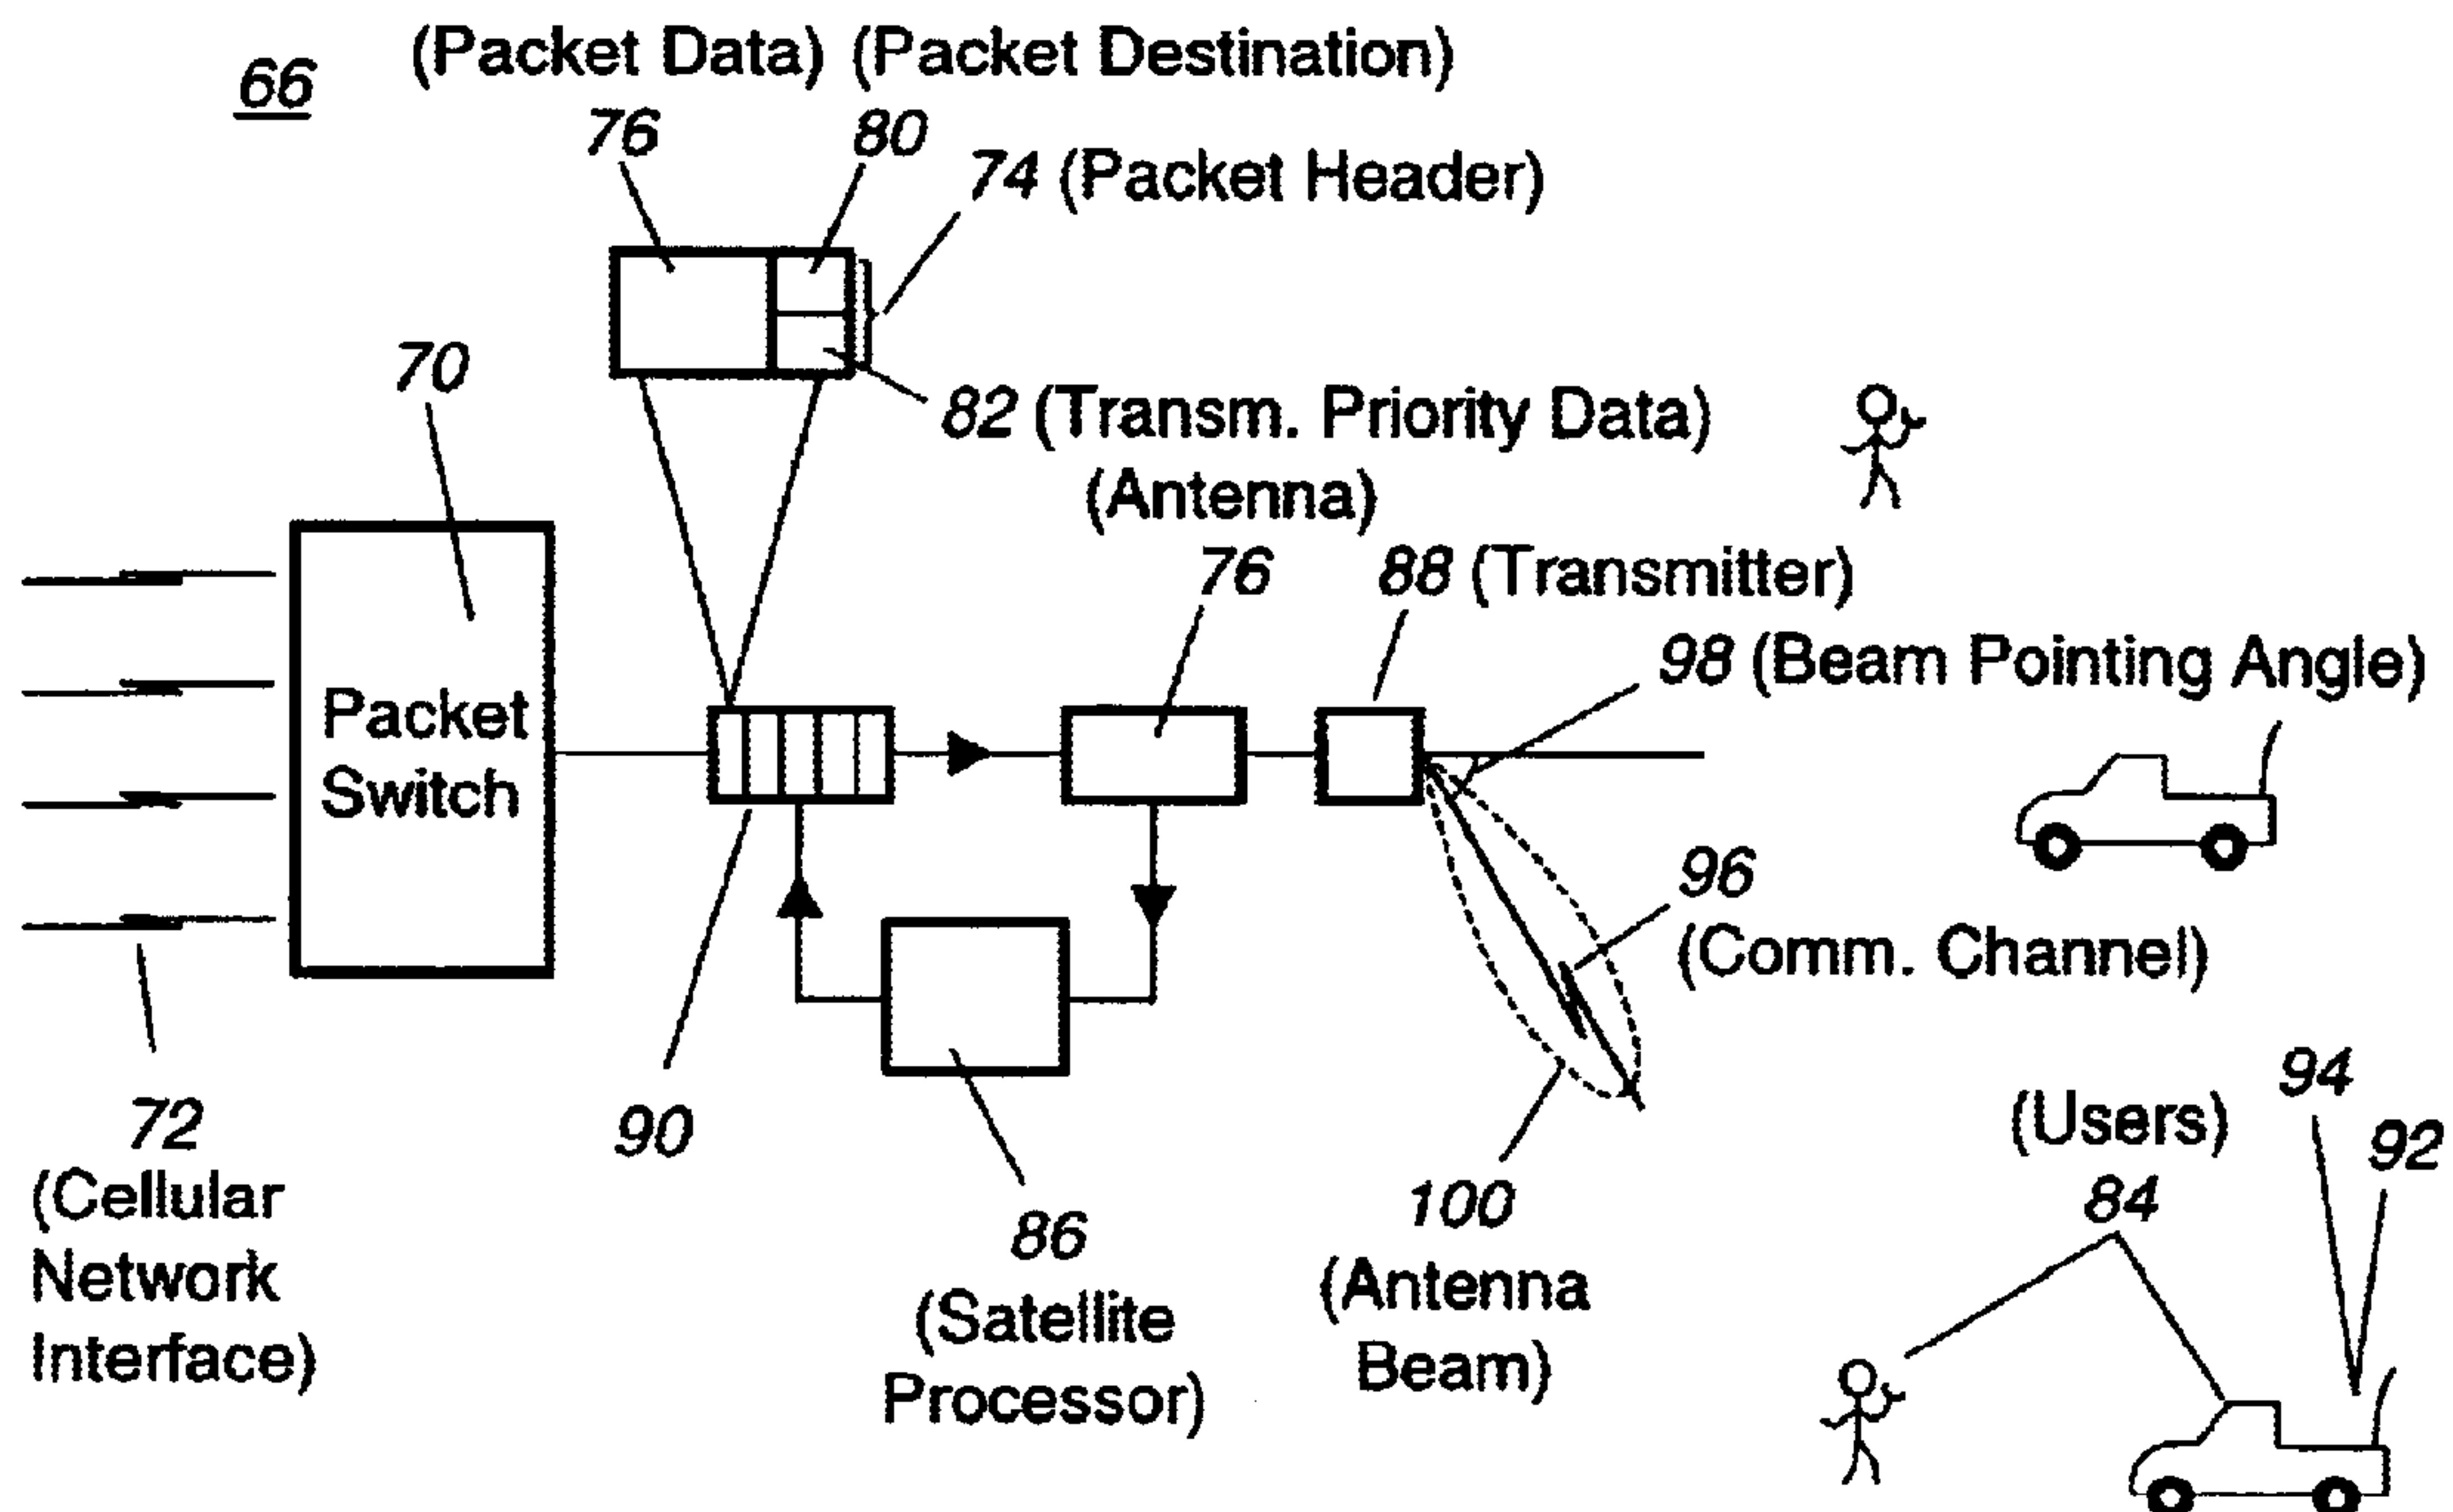 66
(Packet Data) (Packet Destination)
76
80
74 (Packet Header)
70
82 (Transm. Priority Data)
(Antenna)
76
88 (Transmitter)
98 (Beam Pointing Angle)
Packet
Switch
96
(Comm. Channel)
72
(Cellular
Network
Interface)
90
86
(Satellite
Processor)
100
(Antenna
Beam)
(Users)
84
94
92